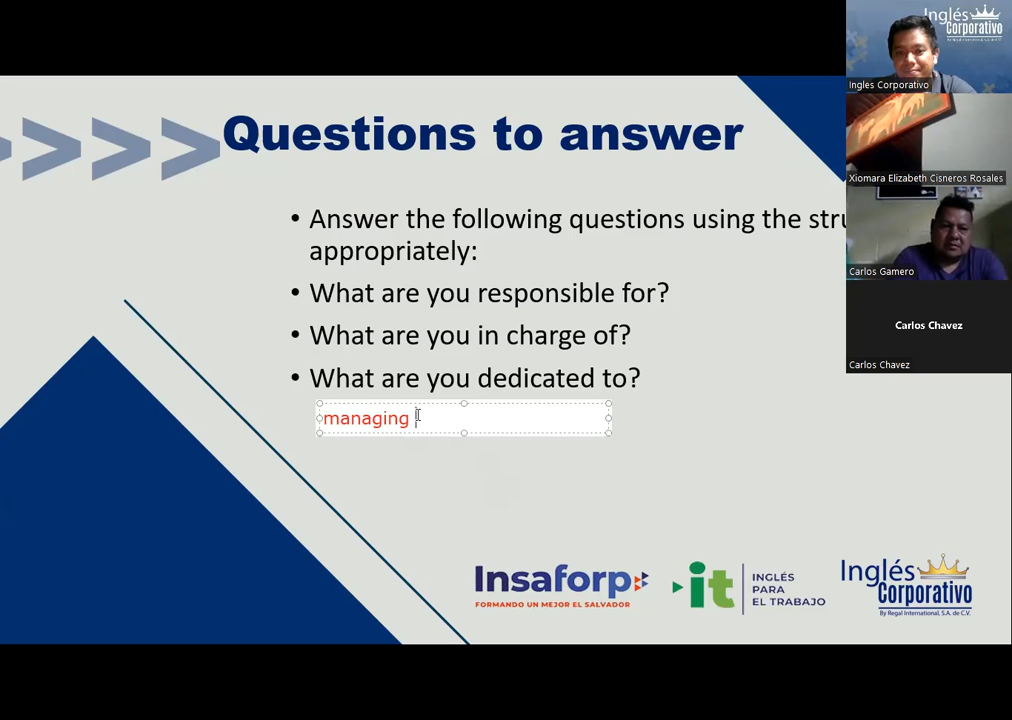 Inglés
Corporativo
Ingles Corporativo
Questions to answer
Xiomara Elizabeth Cisneros Rosales
• Answer the following questions using the
appropriately:
• What are you responsible for?
• What are you in charge of?
• What are you dedicated to?
managing
Carlos Gamero
Carlos Chavez
Carlos Chavez
Insaforp
FORMANDO UN MEJOR EL SALVADOR
it
INGLÉS
PARA
EL TRABAJO
Inglés
Corporativo
By Regal International, S.A. de C.V.